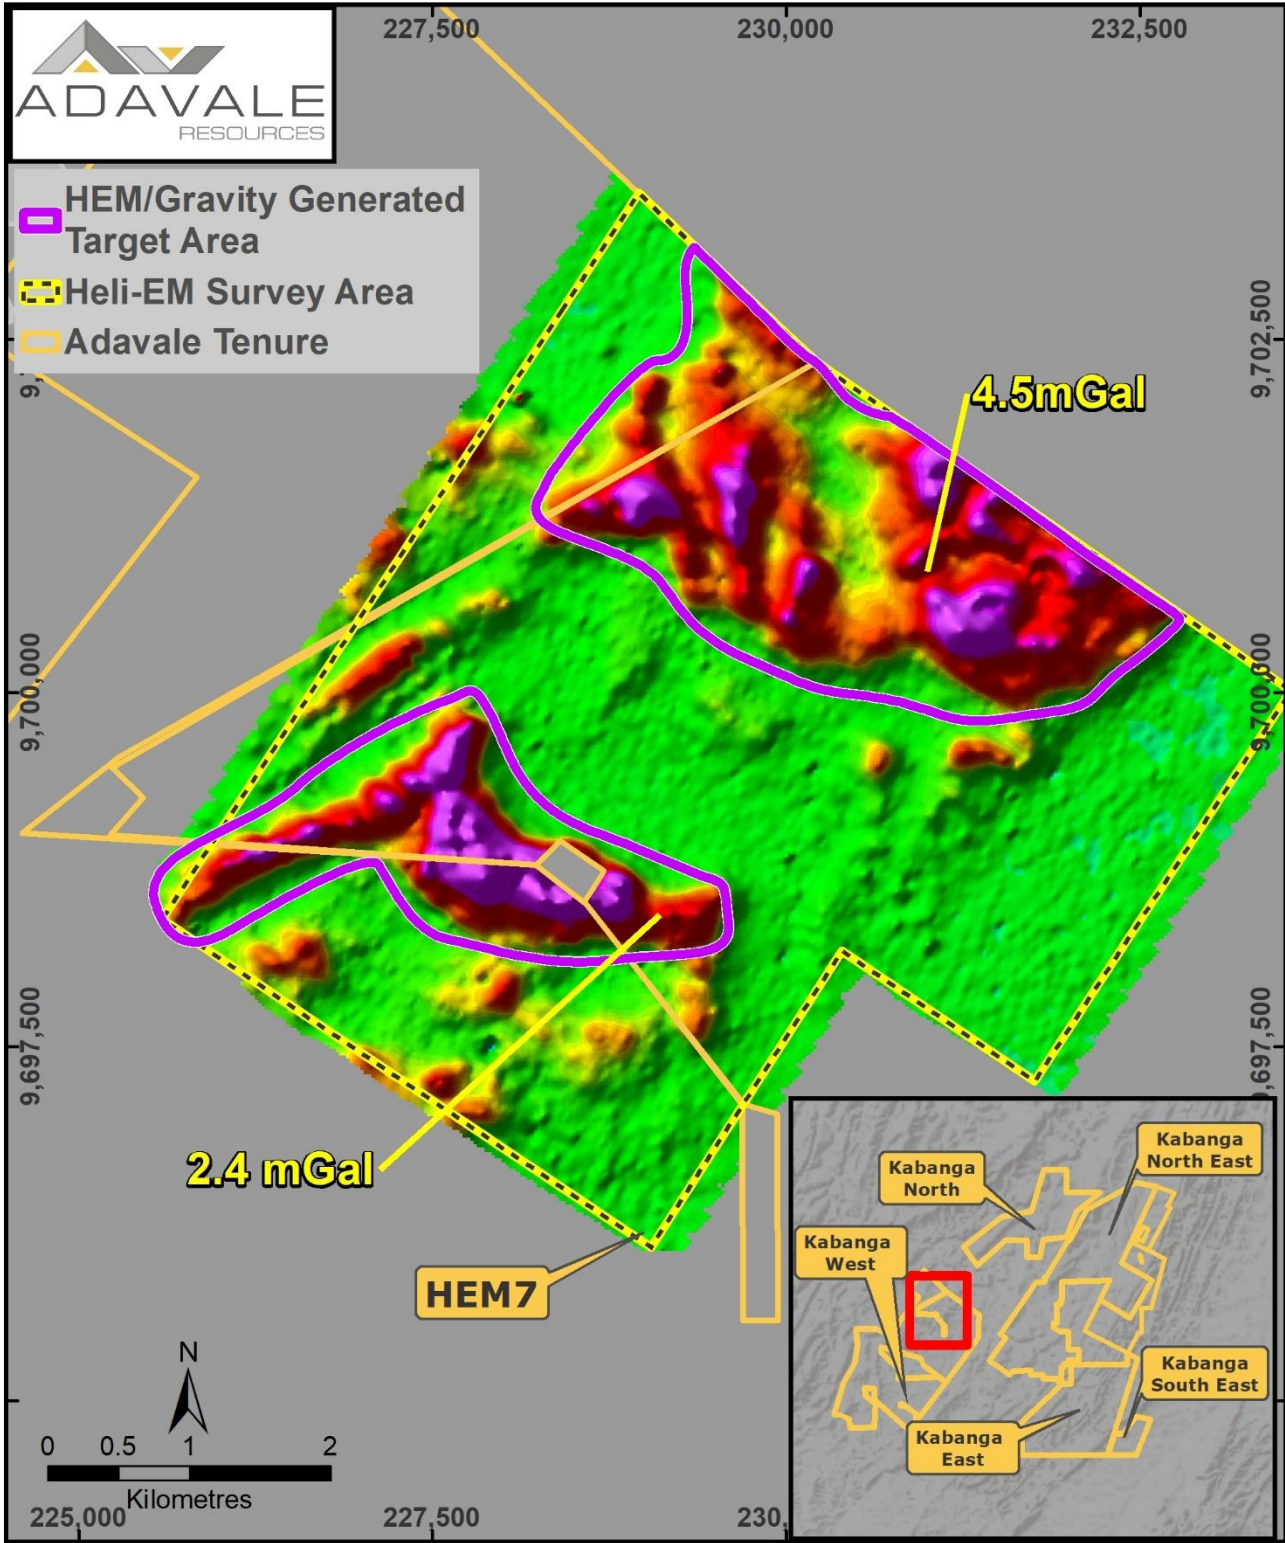 227,500
230,000
232,500
ADAVALE
RESOURCES
HEM/Gravity Generated
Target Area
Heli-EM Survey Area
Adavale Tenure
9,702,500
4.5mGal
9,700,000
9,700,000
9,697,500
9,697,500
2.4 mGal
HEM7
Kabanga
North East
Kabanga
North
Kabanga
West
Kabanga
South East
Kabanga
East
N
0 0.5 1 2
Kilometres
225,000
227,500
230,